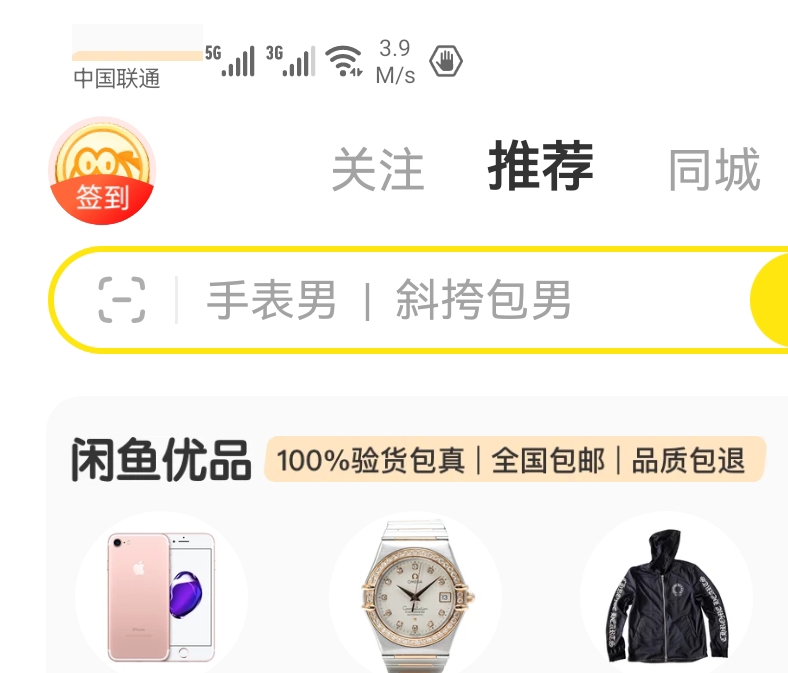 5G 3G 3.9
中国联通 M/s
签到 关注 推荐 同城
手表男 | 斜挎包男
闲鱼优品 100%验货包真 | 全国包邮 | 品质包退
OMEGA